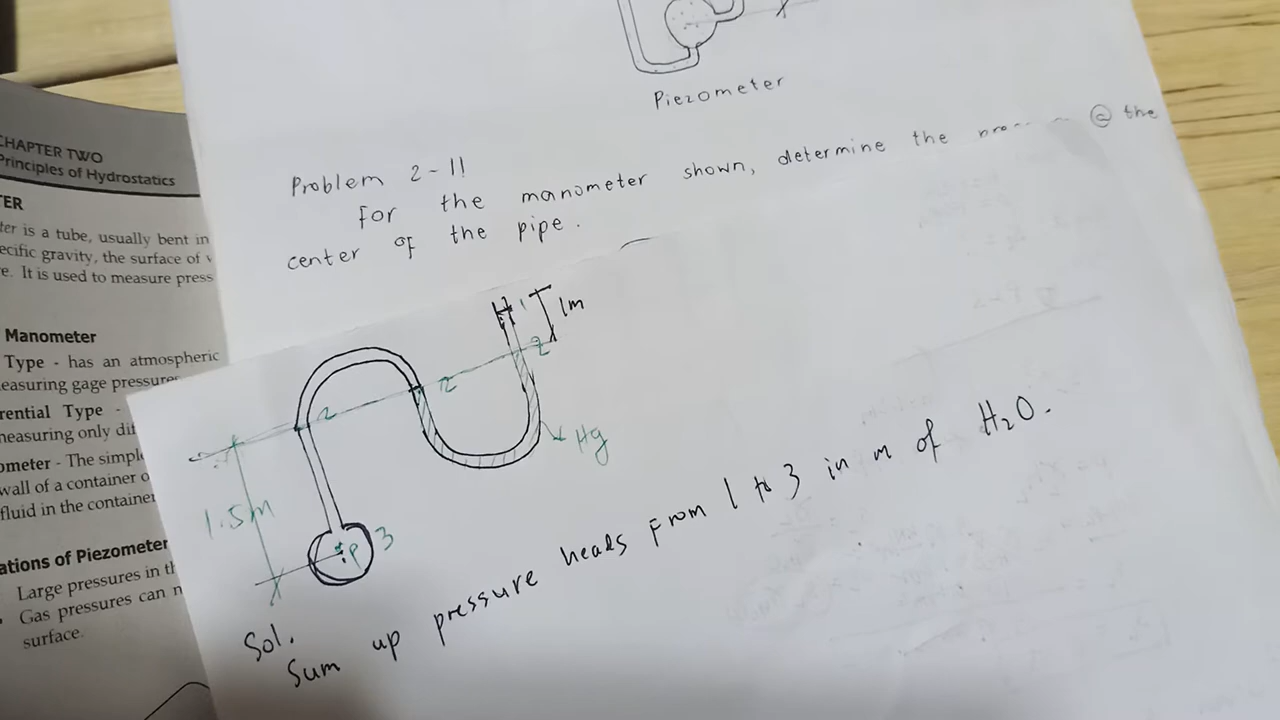 Piezometer
Problem 2-11
For the manometer shown, determine the @ the
center of the pipe.
1
1m
2
2
2
Hg
1.5m
P 3
Sol.
Sum up pressure heads from 1 to 3 in m of H₂O.
CHAPTER TWO
Principles of Hydrostatics
TER
ter is a tube, usually bent in
ecific gravity, the surface of
e. It is used to measure press
Manometer
Type - has an atmospheric
easuring gage pressures
rential Type -
measuring only dif
ometer - The simpl
wall of a container o
fluid in the container
ations of Piezometer
Large pressures in th
Gas pressures can n
surface.